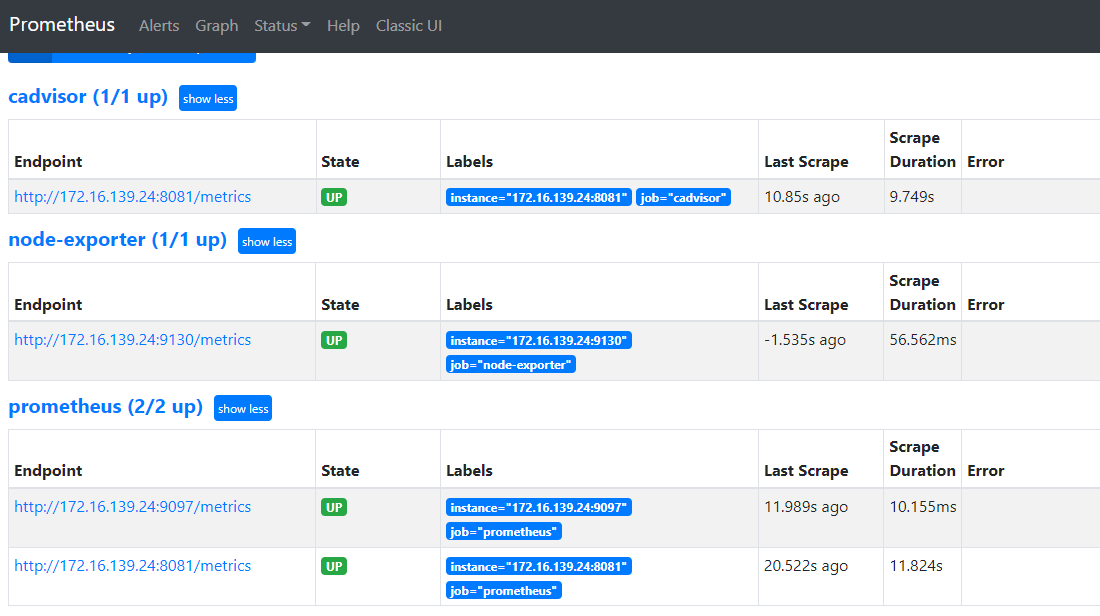 Prometheus Alerts Graph Status Help Classic UI
cadvisor (1/1 up) show less
Endpoint State Labels Last Scrape Scrape Duration Error
http://172.16.139.24:8081/metrics UP instance="172.16.139.24:8081" job="cadvisor" 10.85s ago 9.749s
node-exporter (1/1 up) show less
Endpoint State Labels Last Scrape Scrape Duration Error
http://172.16.139.24:9130/metrics UP instance="172.16.139.24:9130" -1.535s ago 56.562ms
job="node-exporter"
prometheus (2/2 up) show less
Endpoint State Labels Last Scrape Scrape Duration Error
http://172.16.139.24:9097/metrics UP instance="172.16.139.24:9097" 11.989s ago 10.155ms
job="prometheus"
http://172.16.139.24:8081/metrics UP instance="172.16.139.24:8081" 20.522s ago 11.824s
job="prometheus"